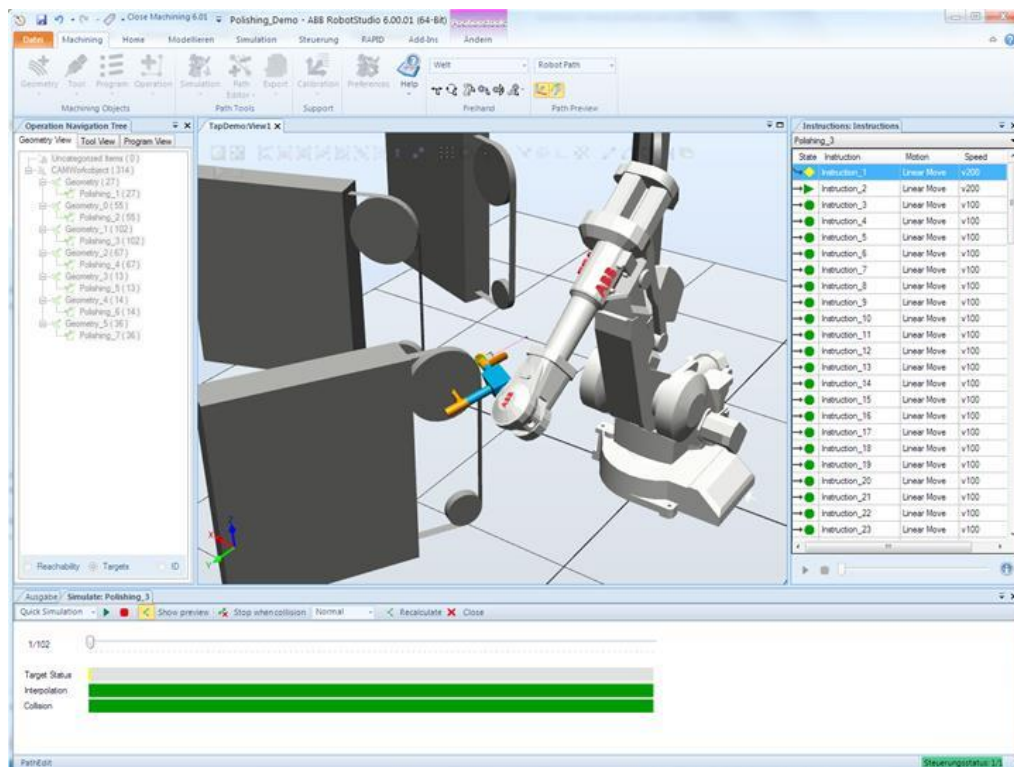 Close Machining 6.01
Polishing_Demo - ABB RobotStudio 6.00.01 (64-Bit)
Datei Machining Home Modellieren Simulation Steuerung RAPID Add-Ins Ändern
Geometry Tool Program Operation Simulation Path Editor Export Calibration Preferences Help
Welt
Robot Path
Machining Objects Path Tools Support Freihand Path Preview
Operation Navigation Tree
Geometry View Tool View Program View
Uncategorized Items ( 0 )
CAMWorkobject ( 314 )
Geometry ( 27 )
Polishing_1 ( 27 )
Geometry_0 ( 55 )
Polishing_2 ( 55 )
Geometry_1 ( 102 )
Polishing_3 ( 102 )
Geometry_2 ( 67 )
Polishing_4 ( 67 )
Geometry_3 ( 13 )
Polishing_5 ( 13 )
Geometry_4 ( 14 )
Polishing_6 ( 14 )
Geometry_5 ( 36 )
Polishing_7 ( 36 )
Reachability Targets ID
TapDemo:View1
ABB
ABB
X
Y
Z
Instructions: Instructions
Polishing_3
State Instruction Motion Speed
Instruction_1 Linear Move v200
Instruction_2 Linear Move v200
Instruction_3 Linear Move v100
Instruction_4 Linear Move v100
Instruction_5 Linear Move v100
Instruction_6 Linear Move v100
Instruction_7 Linear Move v100
Instruction_8 Linear Move v100
Instruction_9 Linear Move v100
Instruction_10 Linear Move v100
Instruction_11 Linear Move v100
Instruction_12 Linear Move v100
Instruction_13 Linear Move v100
Instruction_14 Linear Move v100
Instruction_15 Linear Move v100
Instruction_16 Linear Move v100
Instruction_17 Linear Move v100
Instruction_18 Linear Move v100
Instruction_19 Linear Move v100
Instruction_20 Linear Move v100
Instruction_21 Linear Move v100
Instruction_22 Linear Move v100
Instruction_23 Linear Move v100
Ausgabe Simulate: Polishing_3
Quick Simulation Show preview Stop when collision Normal Recalculate Close
1/102
Target Status
Interpolation
Collision
PathEdit
Steuerungsstatus: 1/1